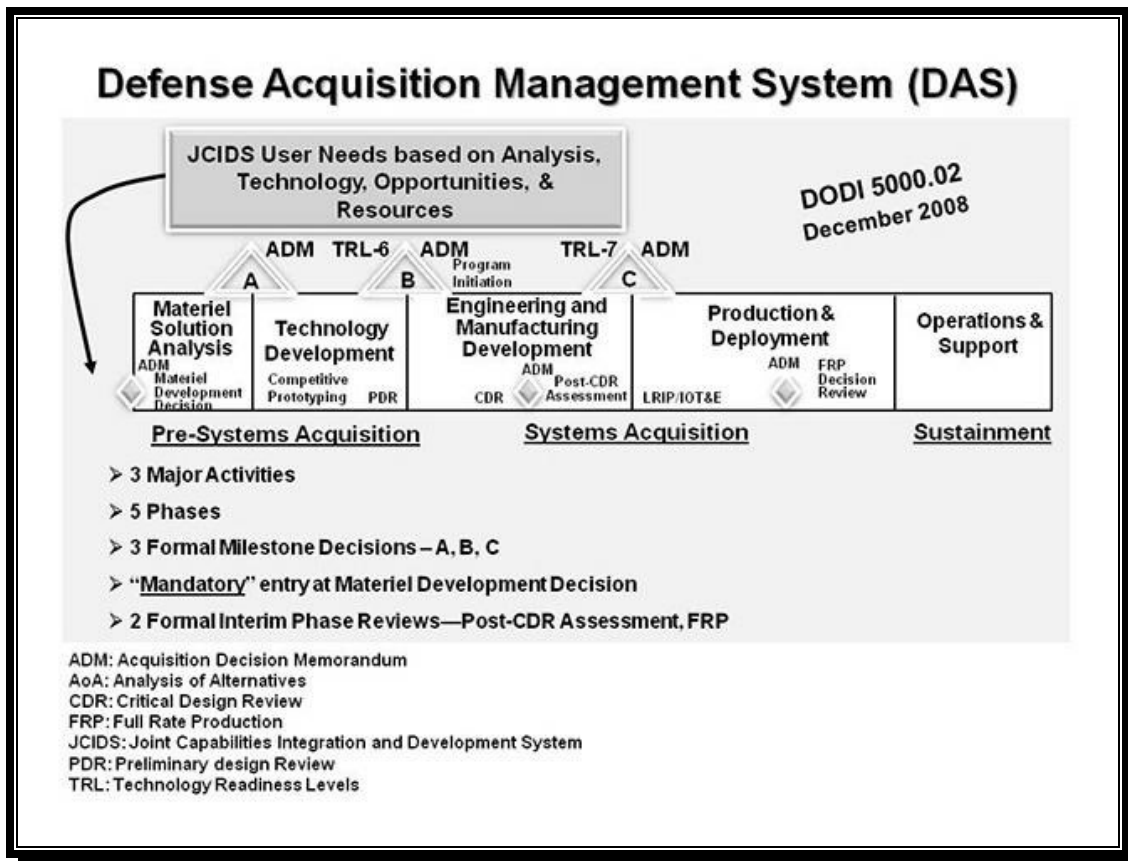 Defense Acquisition Management System (DAS)
JCIDS User Needs based on Analysis,
Technology, Opportunities, &
Resources
DODI 5000.02
December 2008
ADM
TRL-6
ADM
TRL-7
ADM
Program
Initiation
A
B
C
Materiel
Solution
Analysis
ADM
Materiel
Development
Decision
Technology
Development
Competitive
Prototyping
PDR
Engineering and
Manufacturing
Development
CDR
ADM
Post-CDR
Assessment
Production &
Deployment
LRIP/IOT&E
ADM
FRP
Decision
Review
Operations &
Support
Pre-Systems Acquisition
Systems Acquisition
Sustainment
➢ 3 Major Activities
➢ 5 Phases
➢ 3 Formal Milestone Decisions – A, B, C
➢ “Mandatory” entry at Materiel Development Decision
➢ 2 Formal Interim Phase Reviews—Post-CDR Assessment, FRP
ADM: Acquisition Decision Memorandum
AoA: Analysis of Alternatives
CDR: Critical Design Review
FRP: Full Rate Production
JCIDS: Joint Capabilities Integration and Development System
PDR: Preliminary design Review
TRL: Technology Readiness Levels